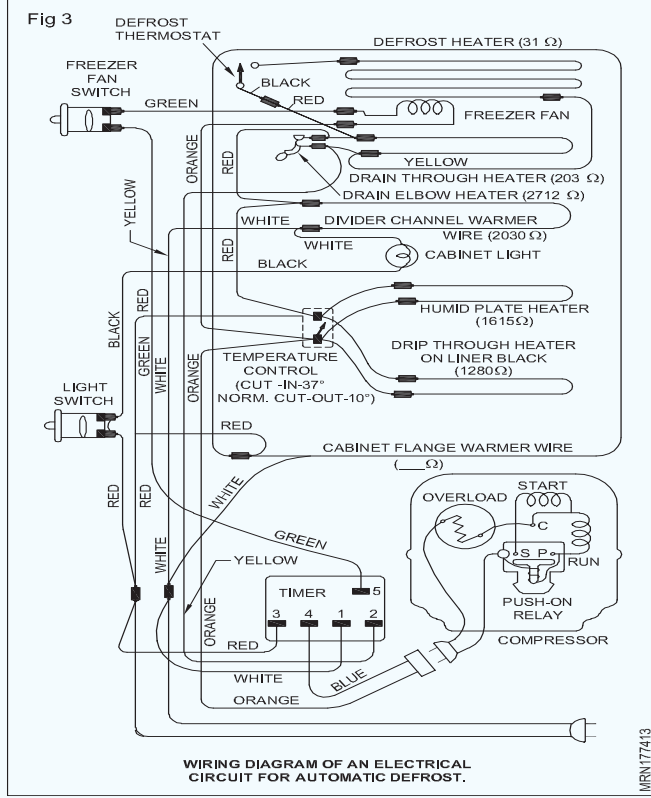 Fig 3
DEFROST
THERMOSTAT
DEFROST HEATER (31 Ω)
FREEZER
FAN
SWITCH
BLACK
RED
GREEN
FREEZER FAN
ORANGE
RED
YELLOW
DRAIN THROUGH HEATER (203 Ω)
DRAIN ELBOW HEATER (2712 Ω)
YELLOW
WHITE
DIVIDER CHANNEL WARMER
WIRE (2030 Ω)
WHITE
RED
CABINET LIGHT
BLACK
HUMID PLATE HEATER
(1615Ω)
BLACK
RED
GREEN
WHITE
ORANGE
TEMPERATURE
CONTROL
(CUT -IN-37°
NORM. CUT-OUT-10°)
DRIP THROUGH HEATER
ON LINER BLACK
(1280Ω)
LIGHT
SWITCH
RED
CABINET FLANGE WARMER WIRE
(___Ω)
RED
RED
WHITE
WHITE
OVERLOAD
START
C
S P
RUN
PUSH-ON
RELAY
COMPRESSOR
GREEN
YELLOW
ORANGE
TIMER
5
3 4 1 2
RED
WHITE
BLUE
ORANGE
WIRING DIAGRAM OF AN ELECTRICAL
CIRCUIT FOR AUTOMATIC DEFROST.
MRN177413